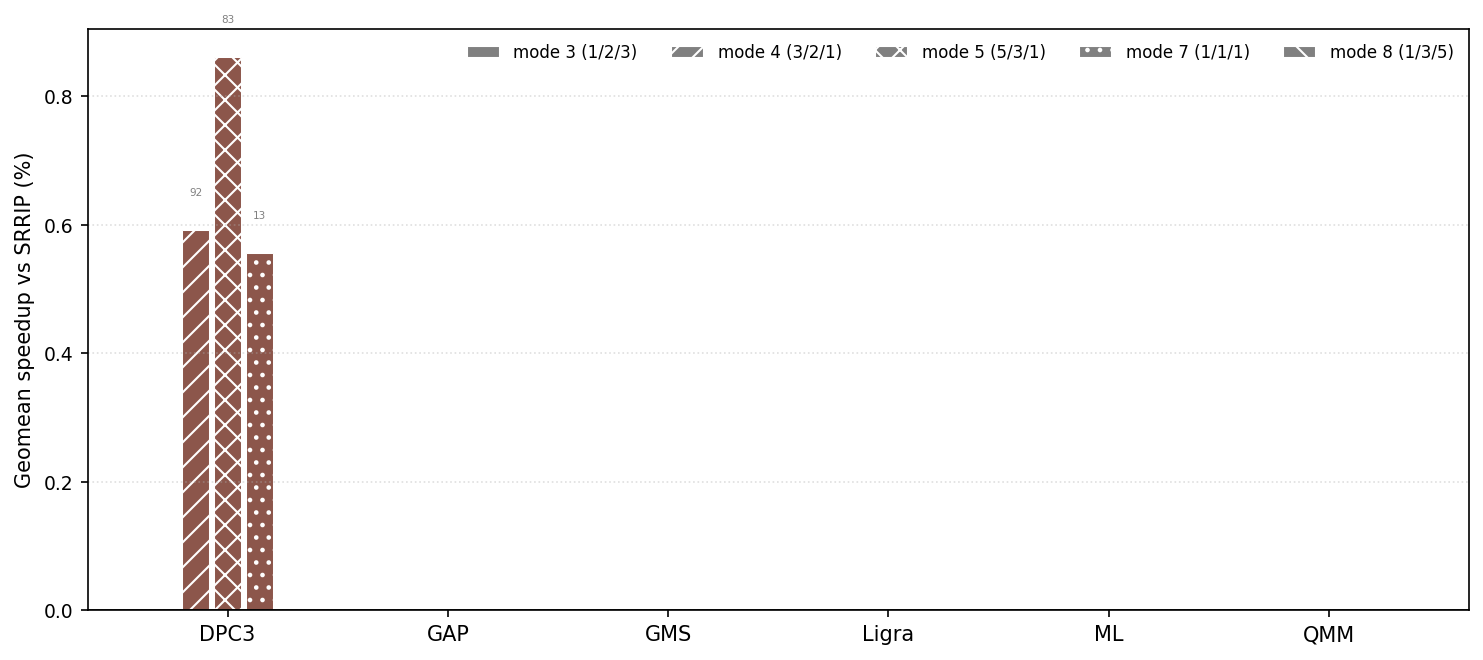 83
mode 3 (1/2/3) mode 4 (3/2/1) mode 5 (5/3/1) mode 7 (1/1/1) mode 8 (1/3/5)
Geomean speedup vs SRRIP (%)
0.8
92
13
0.6
0.4
0.2
0.0
DPC3 GAP GMS Ligra ML QMM